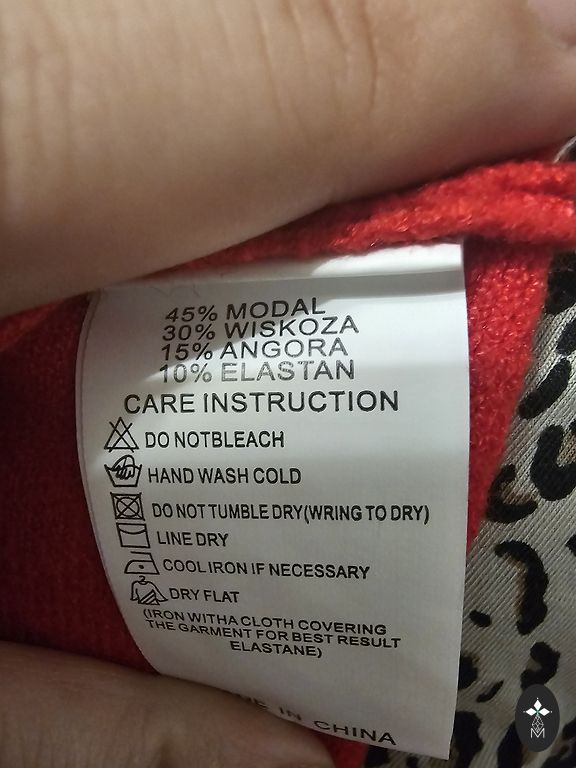 45% MODAL
30% WISKOZA
15% ANGORA
10% ELASTAN
CARE INSTRUCTION
DO NOTBLEACH
HAND WASH COLD
DO NOT TUMBLE DRY(WRING TO DRY)
LINE DRY
COOL IRON IF NECESSARY
DRY FLAT
(IRON WITHA CLOTH COVERING
THE GARMENT FOR BEST RESULT
ELASTANE)
IN CHINA